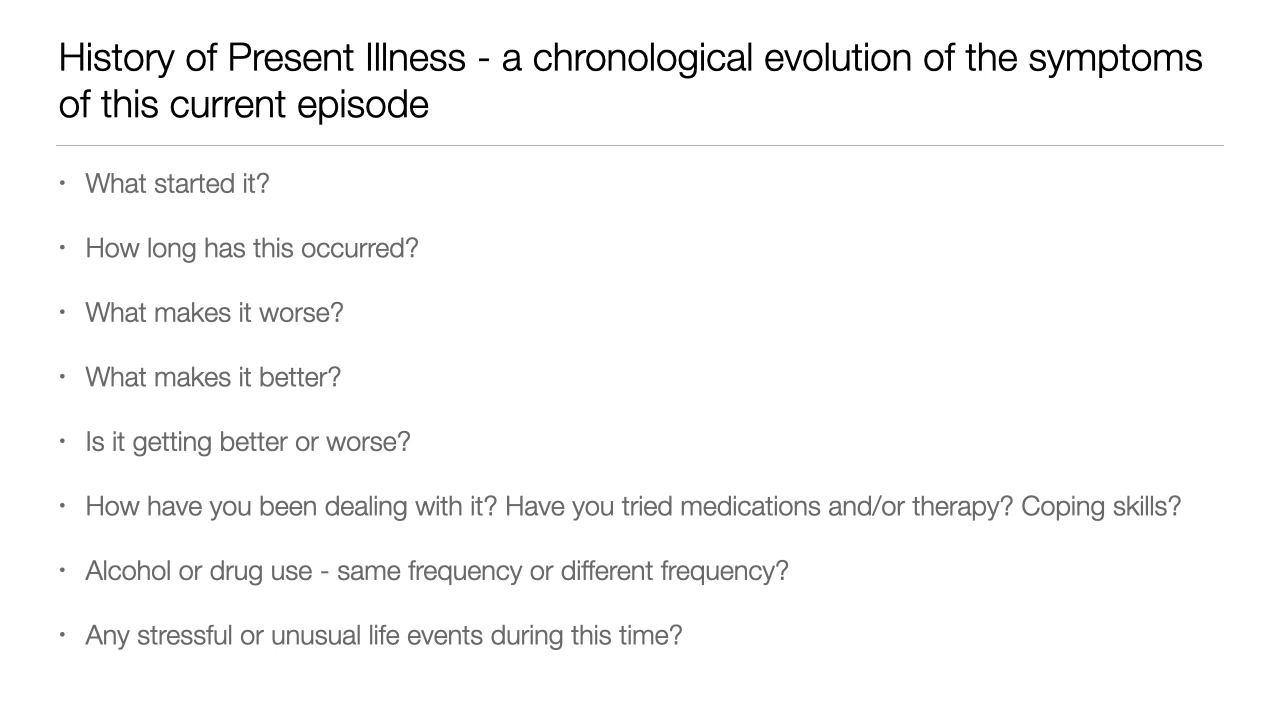 History of Present Illness - a chronological evolution of the symptoms
of this current episode
• What started it?
• How long has this occurred?
• What makes it worse?
• What makes it better?
• Is it getting better or worse?
• How have you been dealing with it? Have you tried medications and/or therapy? Coping skills?
• Alcohol or drug use - same frequency or different frequency?
• Any stressful or unusual life events during this time?